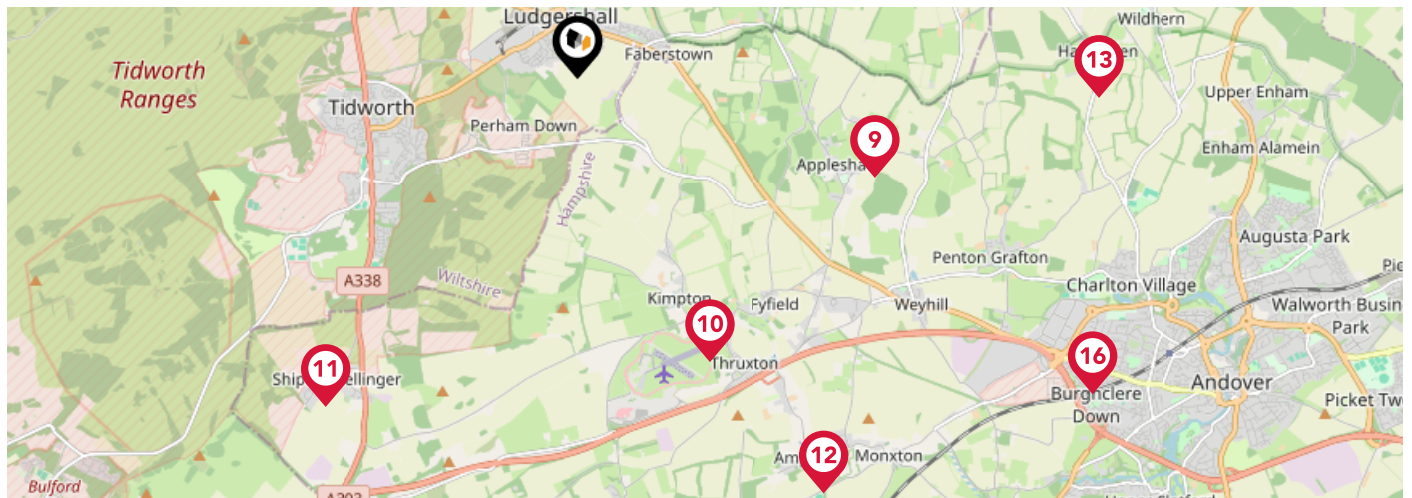 Ludgershall
Wildhern
Faberstown
13
Tidworth
Ranges
Upper Enham
Tidworth
Perham Down
9
Enham Alamein
Hampshire
Augusta Park
Penton Grafton
A338
Wiltshire
Charlton Village
Kimpton
Fyfield
Weyhill
Walworth Busin
Park
10
16
11
Thruxton
Andover
Burghclere
Down
Picket Tw
12
Monxton
Bulford
A303